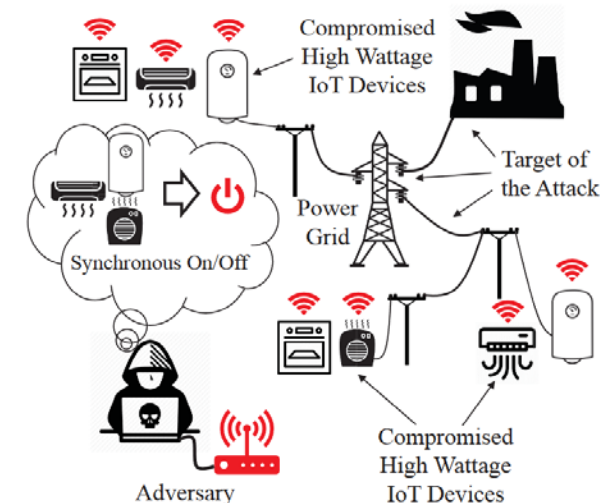 Compromised
High Wattage
IoT Devices
Target of
the Attack
Power
Grid
Synchronous On/Off
Compromised
High Wattage
IoT Devices
Adversary